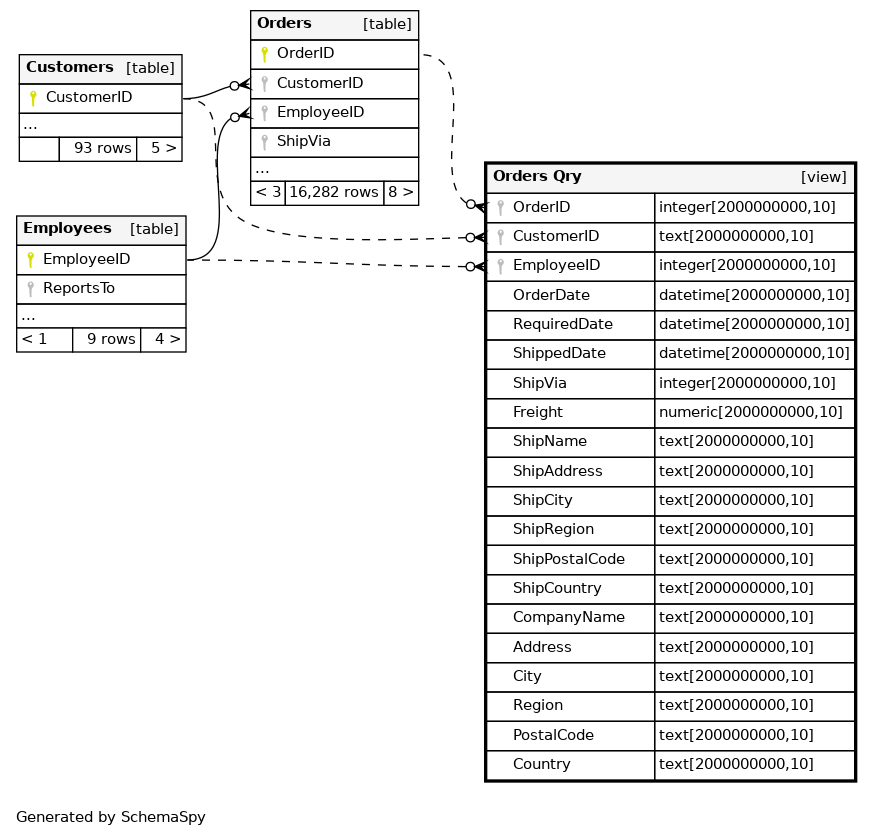 Customers [table]
CustomerID
...
93 rows 5 >
Orders [table]
OrderID
CustomerID
EmployeeID
ShipVia
...
< 3 16,282 rows 8 >
Employees [table]
EmployeeID
ReportsTo
...
< 1 9 rows 4 >
Orders Qry [view]
OrderID integer[2000000000,10]
CustomerID text[2000000000,10]
EmployeeID integer[2000000000,10]
OrderDate datetime[2000000000,10]
RequiredDate datetime[2000000000,10]
ShippedDate datetime[2000000000,10]
ShipVia integer[2000000000,10]
Freight numeric[2000000000,10]
ShipName text[2000000000,10]
ShipAddress text[2000000000,10]
ShipCity text[2000000000,10]
ShipRegion text[2000000000,10]
ShipPostalCode text[2000000000,10]
ShipCountry text[2000000000,10]
CompanyName text[2000000000,10]
Address text[2000000000,10]
City text[2000000000,10]
Region text[2000000000,10]
PostalCode text[2000000000,10]
Country text[2000000000,10]
Generated by SchemaSpy